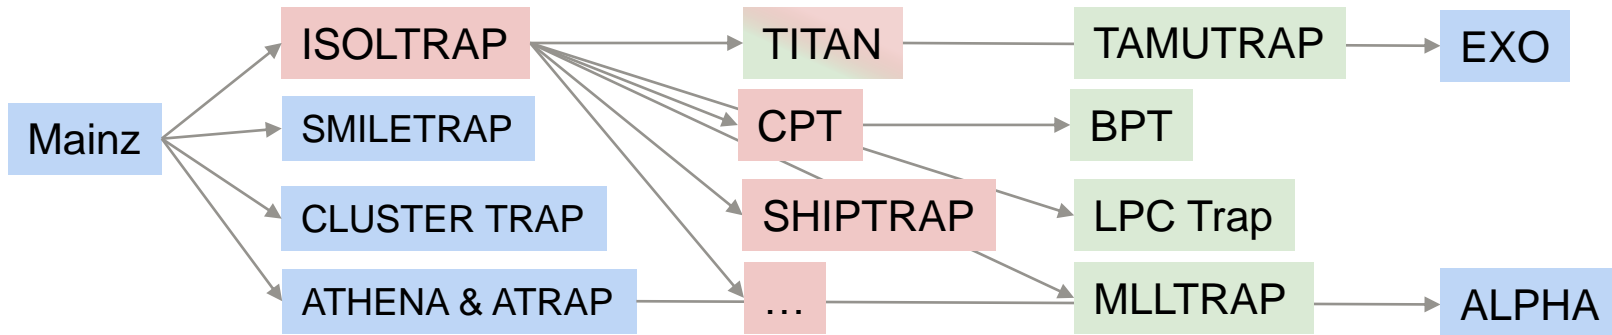 Mainz
ISOLTRAP
SMILETRAP
CLUSTER TRAP
ATHENA & ATRAP
TITAN
CPT
SHIPTRAP
...
TAMUTRAP
BPT
LPC Trap
MLLTRAP
EXO
ALPHA